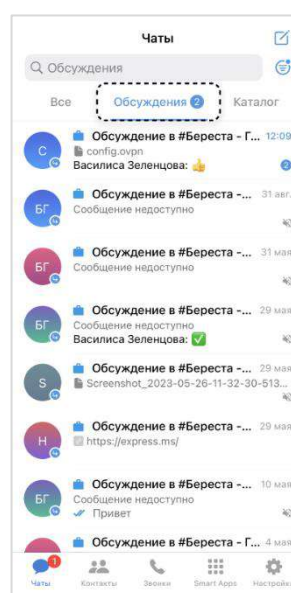 Чаты
Обсуждения
Все Обсуждения 2 Каталог
С Обсуждение в #Береста - Г... 12:09
config.ovpn
Василиса Зеленцова: 👍 2
БГ Обсуждение в #Береста -... 31 авг.
Сообщение недоступно
БГ Обсуждение в #Береста -... 31 мая
Сообщение недоступно
БГ Обсуждение в #Береста -... 29 мая
Сообщение недоступно
Василиса Зеленцова: ✅
S Обсуждение в #Береста -... 29 мая
Screenshot_2023-05-26-11-32-30-513...
Н Обсуждение в #Береста -... 29 мая
https://express.ms/
БГ Обсуждение в #Береста -... 10 мая
Сообщение недоступно
Привет
Обсуждение в #Береста - Г... 4 мая
1
Чаты Контакты Звонки Smart Apps Настройки